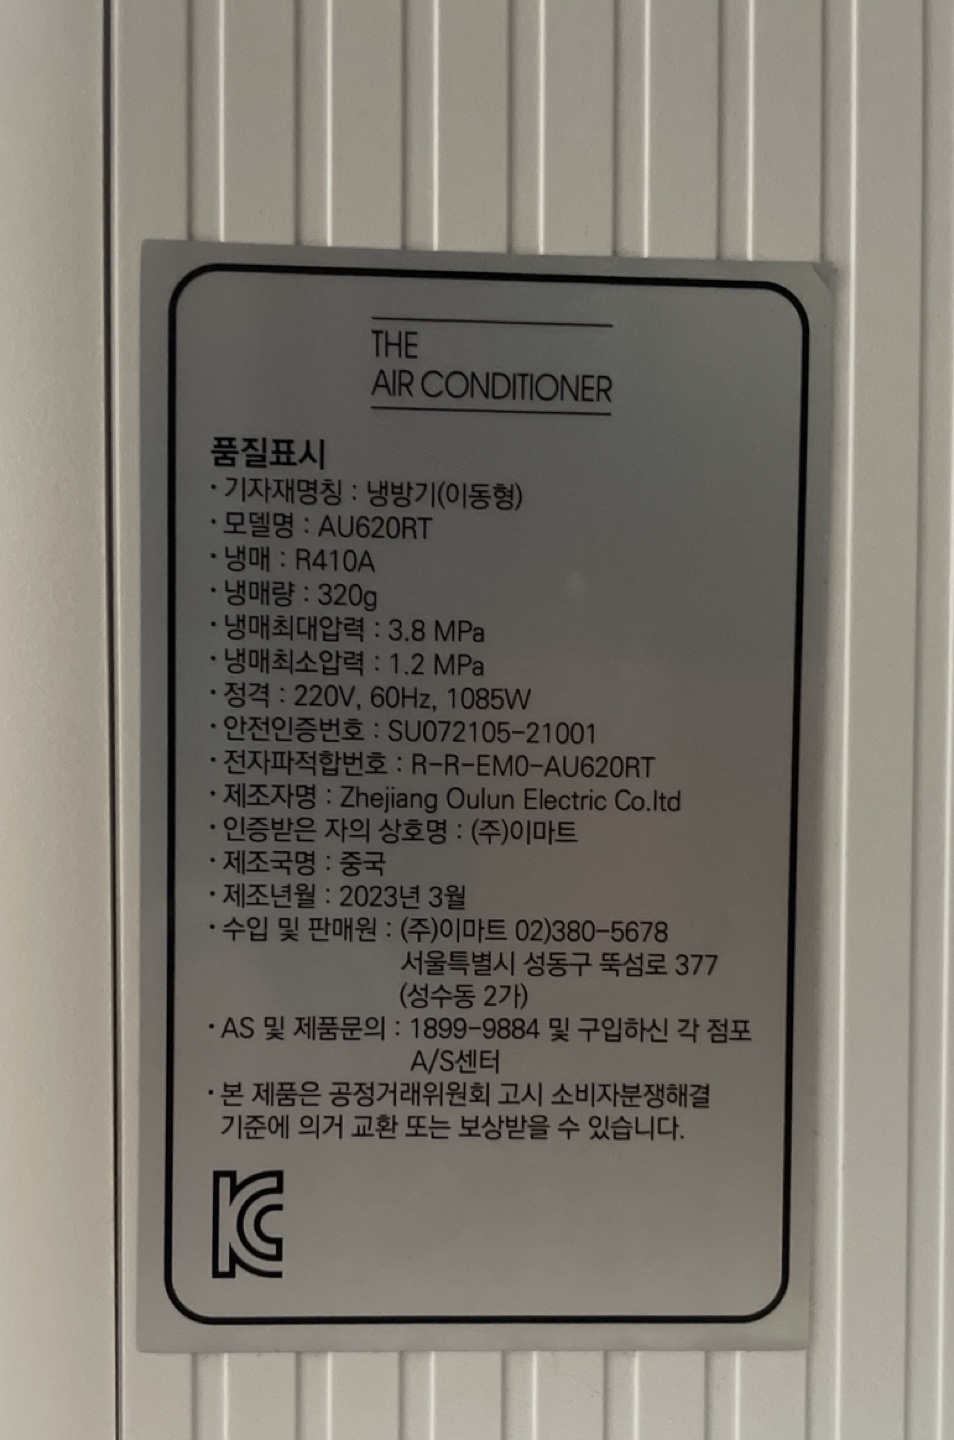 THE
AIR CONDITIONER
품질표시
· 기자재명칭 : 냉방기(이동형)
· 모델명 : AU620RT
· 냉매 : R410A
· 냉매량 : 320g
· 냉매최대압력 : 3.8 MPa
· 냉매최소압력 : 1.2 MPa
· 정격 : 220V, 60Hz, 1085W
· 안전인증번호 : SU072105-21001
· 전자파적합번호 : R-R-EM0-AU620RT
· 제조자명 : Zhejiang Oulun Electric Co.ltd
· 인증받은 자의 상호명 : (주)이마트
· 제조국명 : 중국
· 제조년월 : 2023년 3월
· 수입 및 판매원 : (주)이마트 02)380-5678
서울특별시 성동구 뚝섬로 377
(성수동 2가)
· AS 및 제품문의 : 1899-9884 및 구입하신 각 점포
A/S센터
· 본 제품은 공정거래위원회 고시 소비자분쟁해결
기준에 의거 교환 또는 보상받을 수 있습니다.
KC